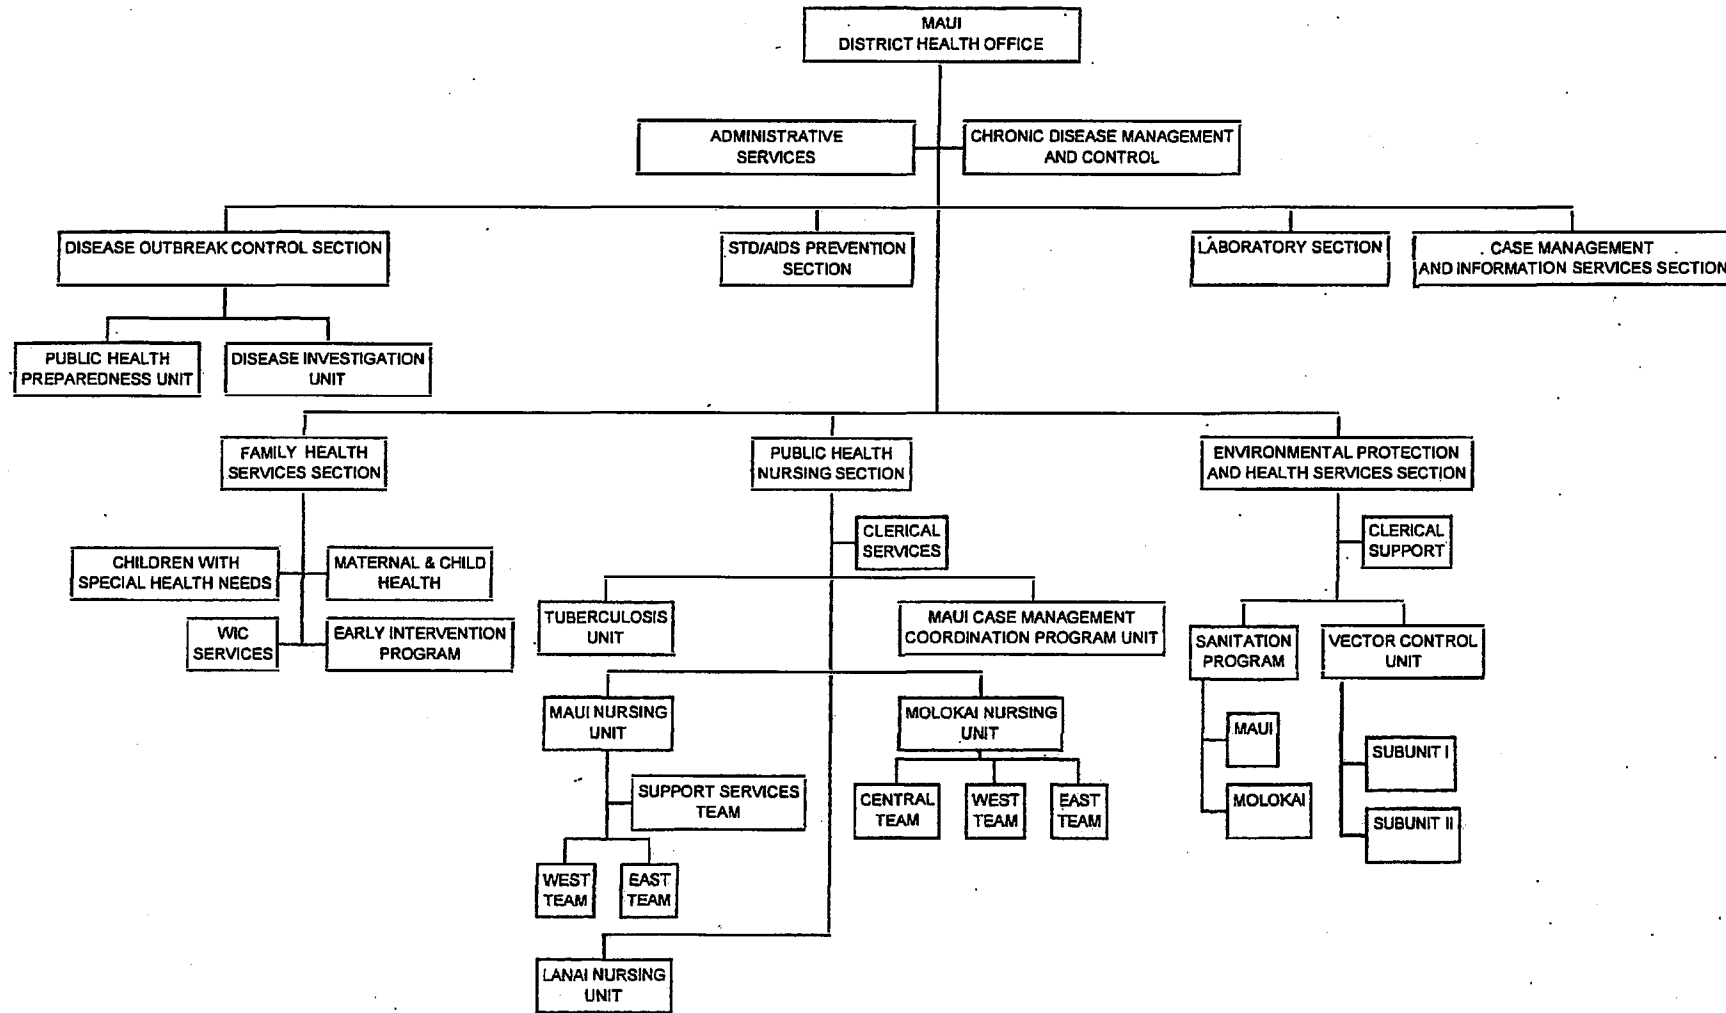 MAUI
DISTRICT HEALTH OFFICE
ADMINISTRATIVE
SERVICES
CHRONIC DISEASE MANAGEMENT
AND CONTROL
DISEASE OUTBREAK CONTROL SECTION
STD/AIDS PREVENTION
SECTION
LABORATORY SECTION
CASE MANAGEMENT
AND INFORMATION SERVICES SECTION
PUBLIC HEALTH
PREPAREDNESS UNIT
DISEASE INVESTIGATION
UNIT
FAMILY HEALTH
SERVICES SECTION
PUBLIC HEALTH
NURSING SECTION
ENVIRONMENTAL PROTECTION
AND HEALTH SERVICES SECTION
CLERICAL
SERVICES
CLERICAL
SUPPORT
CHILDREN WITH
SPECIAL HEALTH NEEDS
MATERNAL & CHILD
HEALTH
WIC
SERVICES
EARLY INTERVENTION
PROGRAM
TUBERCULOSIS
UNIT
MAUI CASE MANAGEMENT
COORDINATION PROGRAM UNIT
SANITATION
PROGRAM
VECTOR CONTROL
UNIT
MAUI NURSING
UNIT
MOLOKAI NURSING
UNIT
MAUI
SUBUNIT I
SUPPORT SERVICES
TEAM
CENTRAL
TEAM
WEST
TEAM
EAST
TEAM
MOLOKAI
SUBUNIT II
WEST
TEAM
EAST
TEAM
LANAI NURSING
UNIT